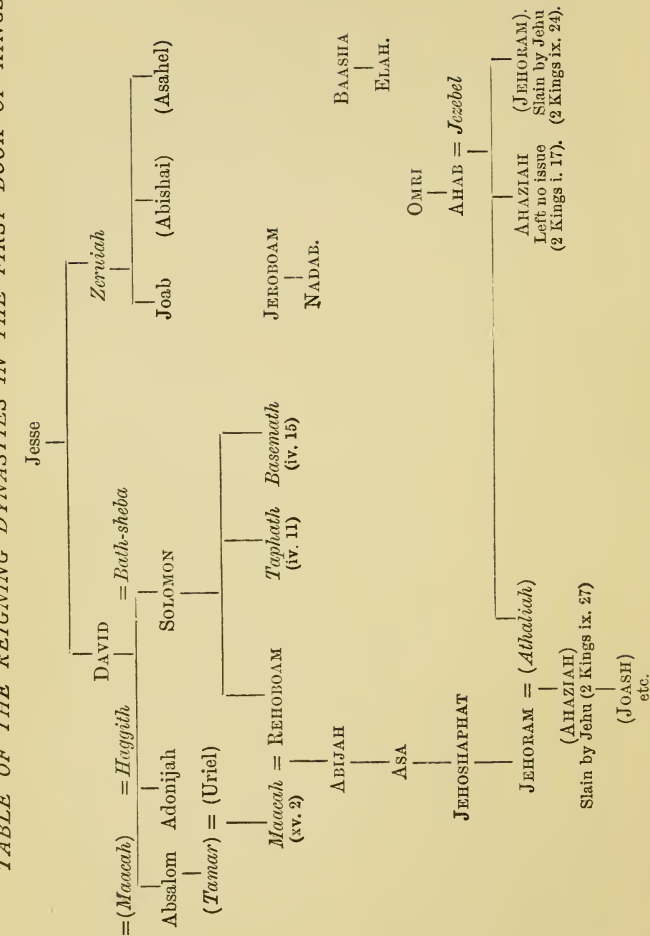 TABLE OF THE REIGNING DYNASTIES IN THE FIRST BOOK OF KINGS
Jesse
DAVID Zeruiah
=(Maacah) =Haggith =Bath-sheba
Absalom Adonijah SOLOMON Joab (Abishai) (Asahel)
(Tamar) = (Uriel)
Maacah = REHOBOAM Taphath Basemath JEROBOAM
(xv. 2) (iv. 11) (iv. 15) NADAB.
ABIJAH BAASHA
ASA ELAH.
OMRI
JEHOSHAPHAT AHAB = Jezebel
JEHORAM = (Athaliah) AHAZIAH (JEHORAM).
Left no issue Slain by Jehu
(2 Kings i. 17). (2 Kings ix. 24).
(AHAZIAH)
Slain by Jehu (2 Kings ix. 27)
(JOASH)
etc.